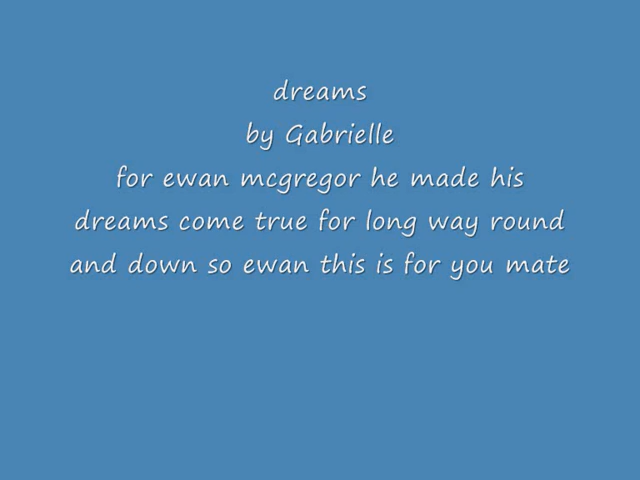 dreams
by Gabrielle
for ewan mcgregor he made his
dreams come true for long way round
and down so ewan this is for you mate